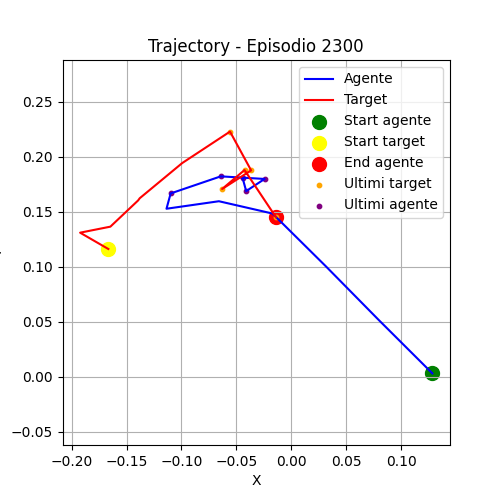 Trajectory - Episodio 2300
Agente
Target
Start agente
Start target
End agente
Ultimi target
Ultimi agente
0.25
0.20
0.15
0.10
0.05
0.00
−0.05
−0.20
−0.15
−0.10
−0.05
0.00
0.05
0.10
X